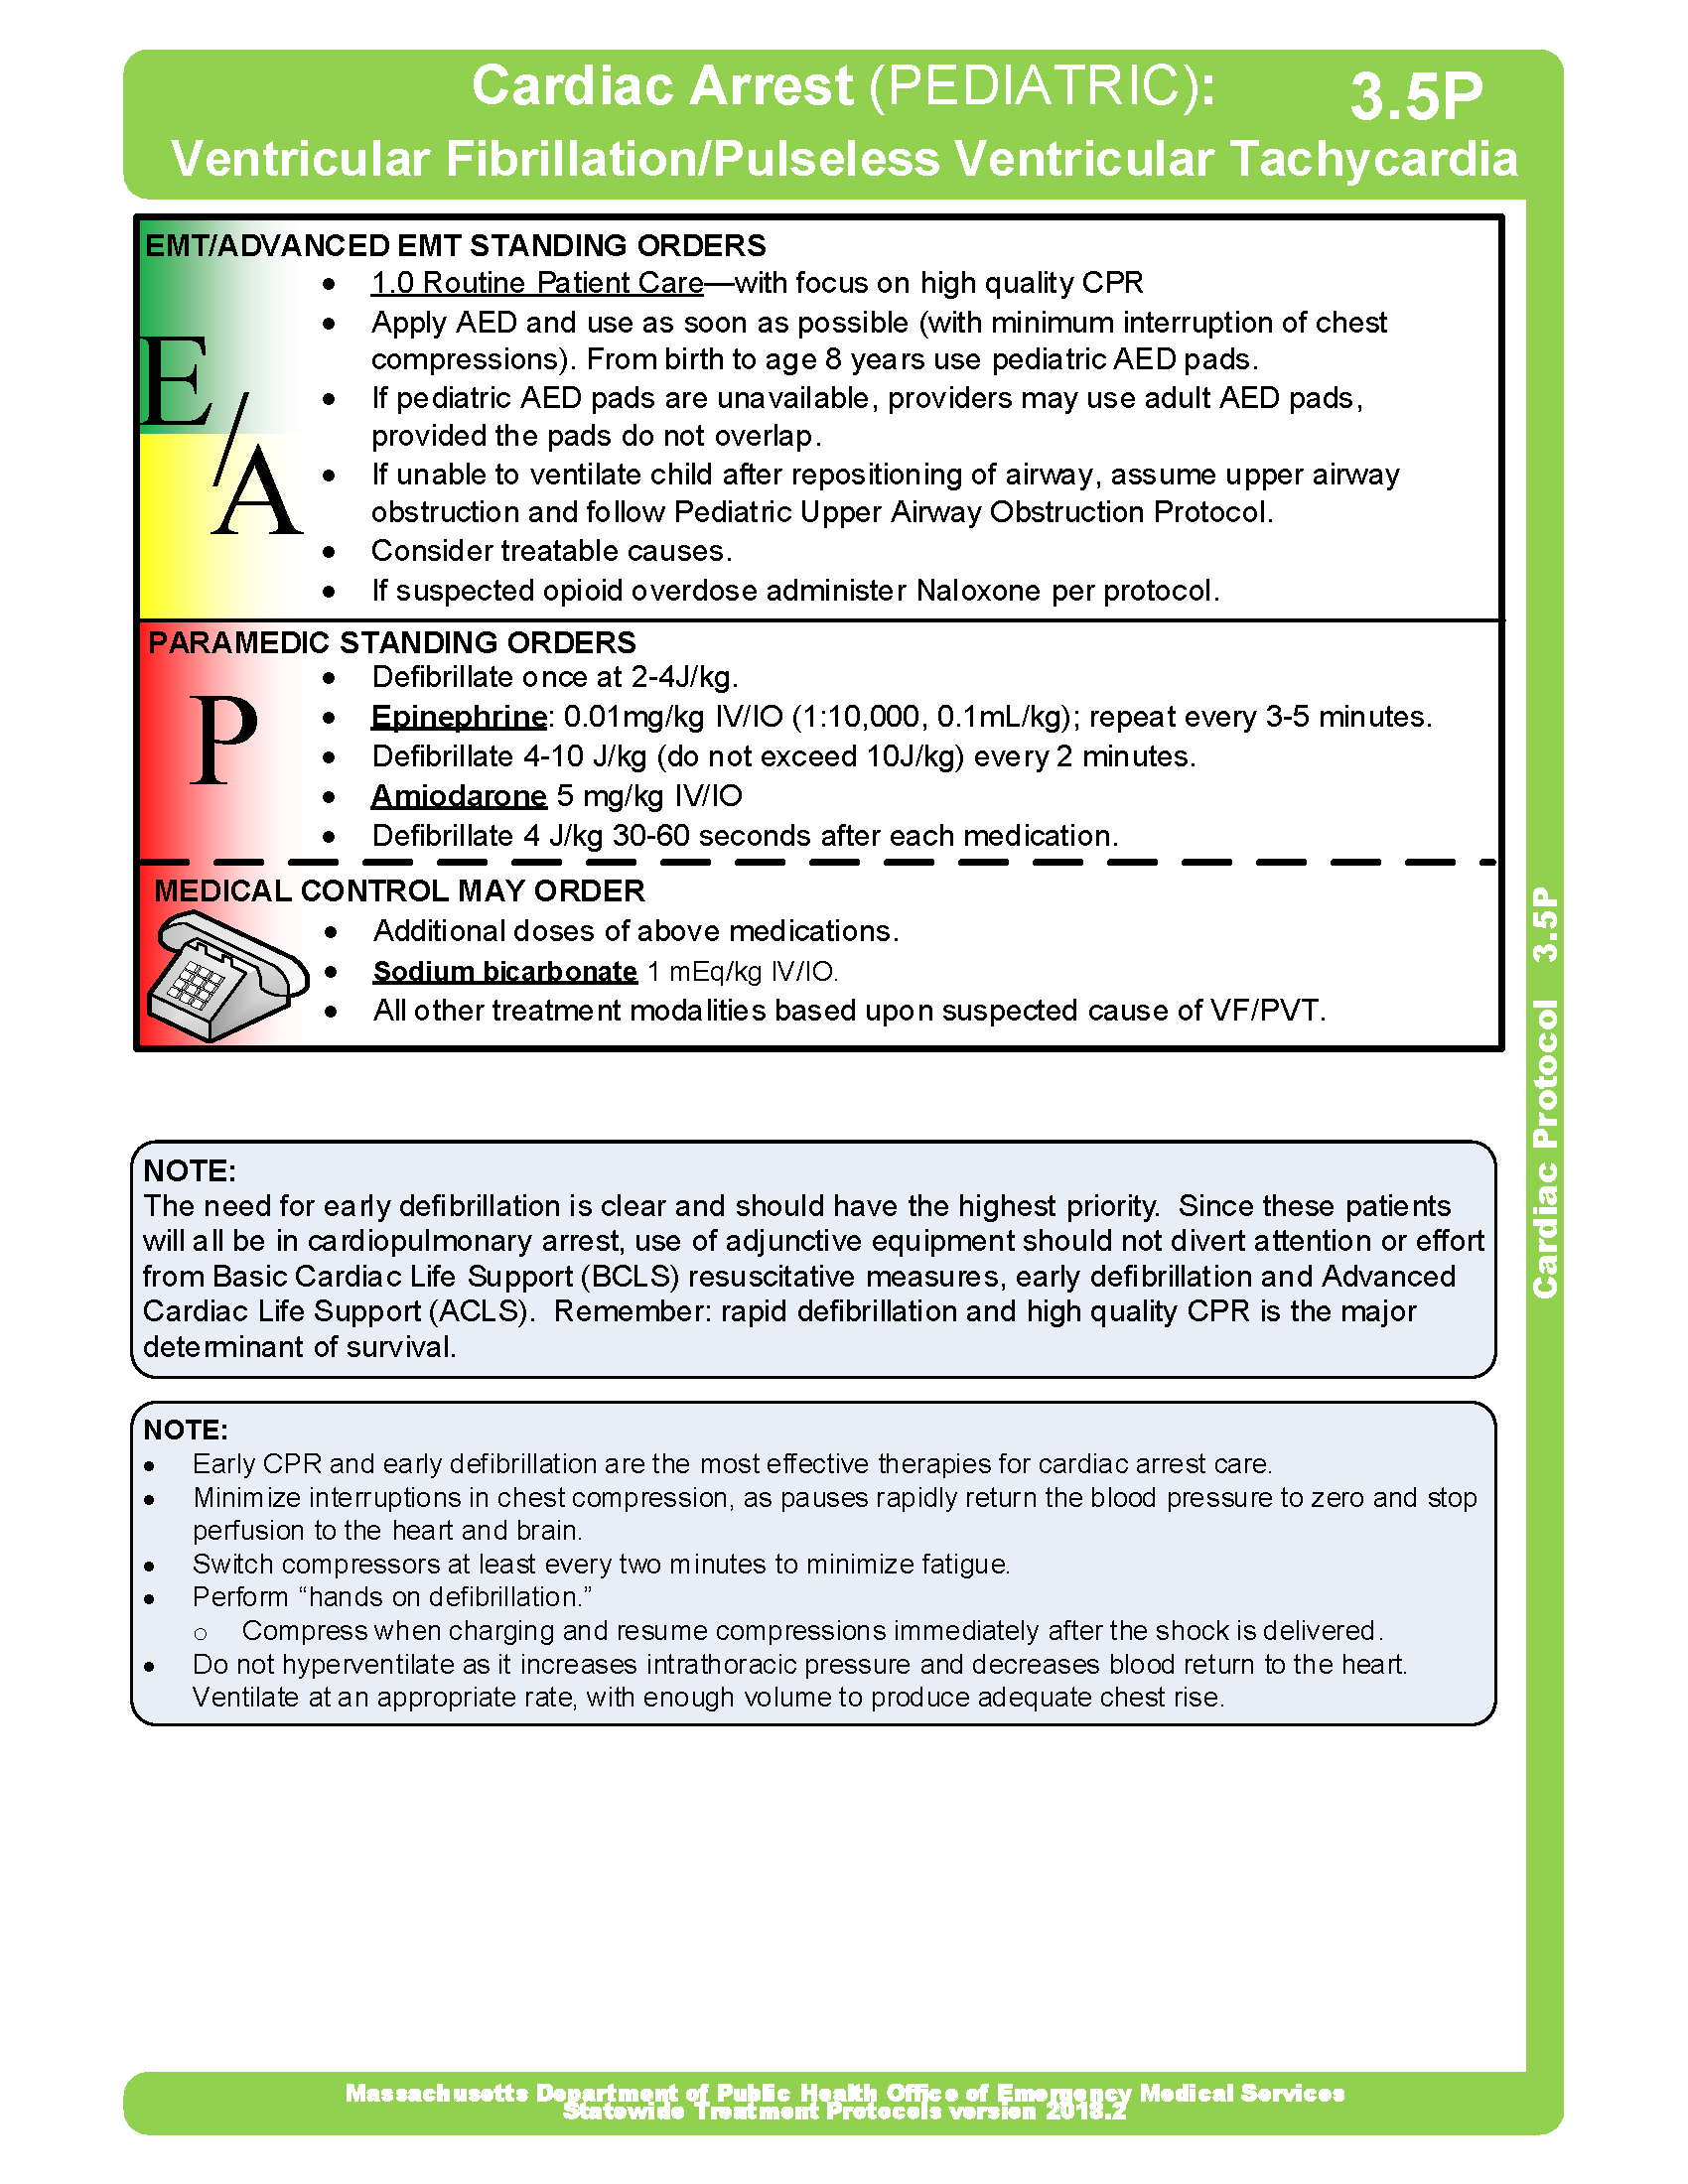 Cardiac Arrest (PEDIATRIC):
3.5P
Ventricular Fibrillation/Pulseless Ventricular Tachycardia
EMT/ADVANCED EMT STANDING ORDERS
E/A
• 1.0 Routine Patient Care—with focus on high quality CPR
• Apply AED and use as soon as possible (with minimum interruption of chest
compressions). From birth to age 8 years use pediatric AED pads.
• If pediatric AED pads are unavailable, providers may use adult AED pads,
provided the pads do not overlap.
• If unable to ventilate child after repositioning of airway, assume upper airway
obstruction and follow Pediatric Upper Airway Obstruction Protocol.
• Consider treatable causes.
• If suspected opioid overdose administer Naloxone per protocol.
PARAMEDIC STANDING ORDERS
P
• Defibrillate once at 2-4J/kg.
• Epinephrine: 0.01mg/kg IV/IO (1:10,000, 0.1mL/kg); repeat every 3-5 minutes.
• Defibrillate 4-10 J/kg (do not exceed 10J/kg) every 2 minutes.
• Amiodarone 5 mg/kg IV/IO
• Defibrillate 4 J/kg 30-60 seconds after each medication.
MEDICAL CONTROL MAY ORDER
• Additional doses of above medications.
• Sodium bicarbonate 1 mEq/kg IV/IO.
• All other treatment modalities based upon suspected cause of VF/PVT.
NOTE:
The need for early defibrillation is clear and should have the highest priority.  Since these patients
will all be in cardiopulmonary arrest, use of adjunctive equipment should not divert attention or effort
from Basic Cardiac Life Support (BCLS) resuscitative measures, early defibrillation and Advanced
Cardiac Life Support (ACLS).  Remember: rapid defibrillation and high quality CPR is the major
determinant of survival.
NOTE:
• Early CPR and early defibrillation are the most effective therapies for cardiac arrest care.
• Minimize interruptions in chest compression, as pauses rapidly return the blood pressure to zero and stop
perfusion to the heart and brain.
• Switch compressors at least every two minutes to minimize fatigue.
• Perform “hands on defibrillation.”
o Compress when charging and resume compressions immediately after the shock is delivered.
• Do not hyperventilate as it increases intrathoracic pressure and decreases blood return to the heart.
Ventilate at an appropriate rate, with enough volume to produce adequate chest rise.
Cardiac Protocol 3.5P
Massachusetts Department of Public Health Office of Emergency Medical Services
Statewide Treatment Protocols version 2018.2